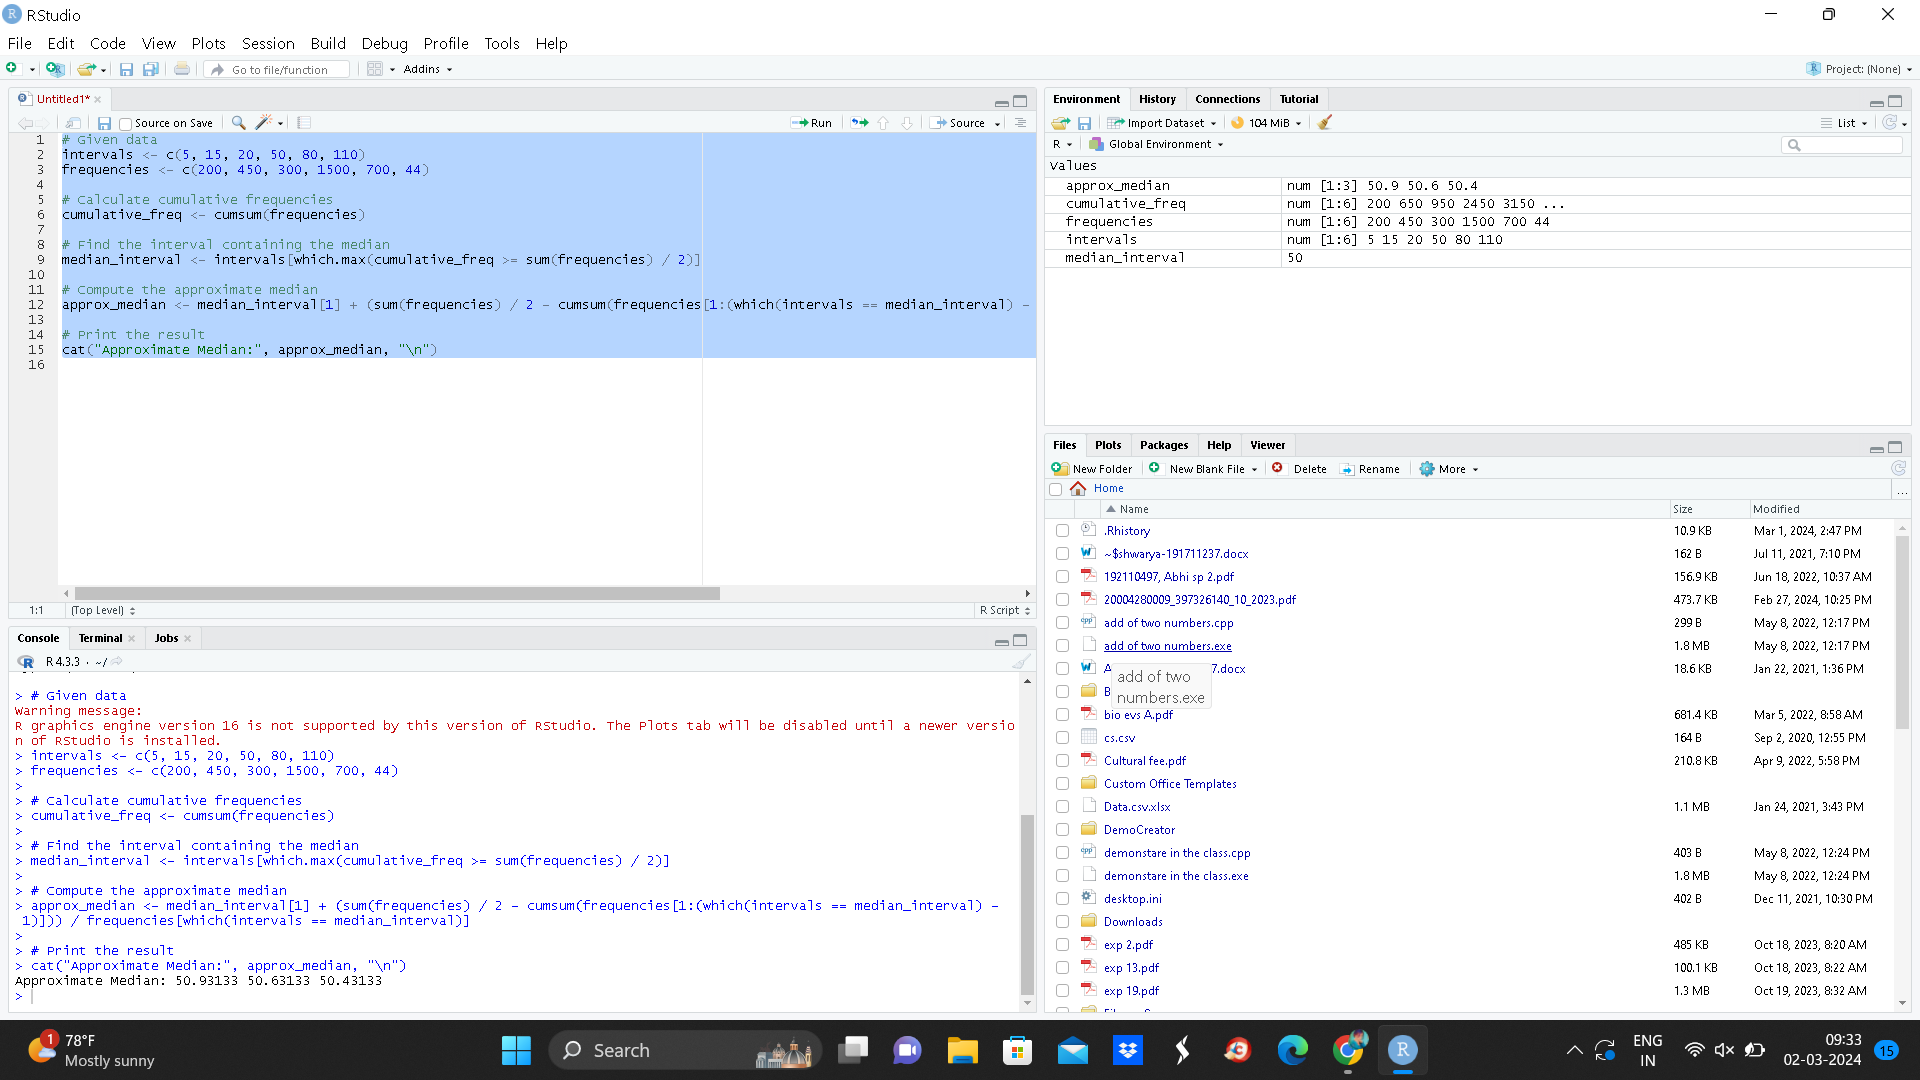 RStudio
File Edit Code View Plots Session Build Debug Profile Tools Help
Go to file/function Addins Project: (None)
Untitled1*
Source on Save Run Source
1 # Given data
2 intervals <- c(5, 15, 20, 50, 80, 110)
3 frequencies <- c(200, 450, 300, 1500, 700, 44)
4
5 # Calculate cumulative frequencies
6 cumulative_freq <- cumsum(frequencies)
7
8 # Find the interval containing the median
9 median_interval <- intervals[which.max(cumulative_freq >= sum(frequencies) / 2)]
10
11 # Compute the approximate median
12 approx_median <- median_interval[1] + (sum(frequencies) / 2 - cumsum(frequencies[1:(which(intervals == median_interval) -
13
14 # Print the result
15 cat("Approximate Median:", approx_median, "\n")
16
1:1 (Top Level) R Script
Console Terminal Jobs
R 4.3.3 · ~/
> # Given data
Warning message:
R graphics engine version 16 is not supported by this version of RStudio. The Plots tab will be disabled until a newer versio
n of RStudio is installed.
> intervals <- c(5, 15, 20, 50, 80, 110)
> frequencies <- c(200, 450, 300, 1500, 700, 44)
>
> # Calculate cumulative frequencies
> cumulative_freq <- cumsum(frequencies)
>
> # Find the interval containing the median
> median_interval <- intervals[which.max(cumulative_freq >= sum(frequencies) / 2)]
>
> # Compute the approximate median
> approx_median <- median_interval[1] + (sum(frequencies) / 2 - cumsum(frequencies[1:(which(intervals == median_interval) -
1)])) / frequencies[which(intervals == median_interval)]
>
> # Print the result
> cat("Approximate Median:", approx_median, "\n")
Approximate Median: 50.93133 50.63133 50.43133
>
Environment History Connections Tutorial
Import Dataset 104 MiB List
R Global Environment
Values
approx_median num [1:3] 50.9 50.6 50.4
cumulative_freq num [1:6] 200 650 950 2450 3150 ...
frequencies num [1:6] 200 450 300 1500 700 44
intervals num [1:6] 5 15 20 50 80 110
median_interval 50
Files Plots Packages Help Viewer
New Folder New Blank File Delete Rename More
Home ...
Name Size Modified
.Rhistory 10.9 KB Mar 1, 2024, 2:47 PM
~$shwarya-191711237.docx 162 B Jul 11, 2021, 7:10 PM
192110497, Abhi sp 2.pdf 156.9 KB Jun 18, 2022, 10:37 AM
20004280009_397326140_10_2023.pdf 473.7 KB Feb 27, 2024, 10:25 PM
add of two numbers.cpp 299 B May 8, 2022, 12:17 PM
add of two numbers.exe 1.8 MB May 8, 2022, 12:17 PM
A 7.docx 18.6 KB Jan 22, 2021, 1:36 PM
add of two
numbers.exe
B
bio evs A.pdf 681.4 KB Mar 5, 2022, 8:58 AM
cs.csv 164 B Sep 2, 2020, 12:55 PM
Cultural fee.pdf 210.8 KB Apr 9, 2022, 5:58 PM
Custom Office Templates
Data.csv.xlsx 1.1 MB Jan 24, 2021, 3:43 PM
DemoCreator
demonstare in the class.cpp 403 B May 8, 2022, 12:24 PM
demonstare in the class.exe 1.8 MB May 8, 2022, 12:24 PM
desktop.ini 402 B Dec 11, 2021, 10:30 PM
Downloads
exp 2.pdf 485 KB Oct 18, 2023, 8:20 AM
exp 13.pdf 100.1 KB Oct 18, 2023, 8:22 AM
exp 19.pdf 1.3 MB Oct 19, 2023, 8:32 AM
1 78°F
Mostly sunny
Search
ENG
IN
09:33
02-03-2024
15